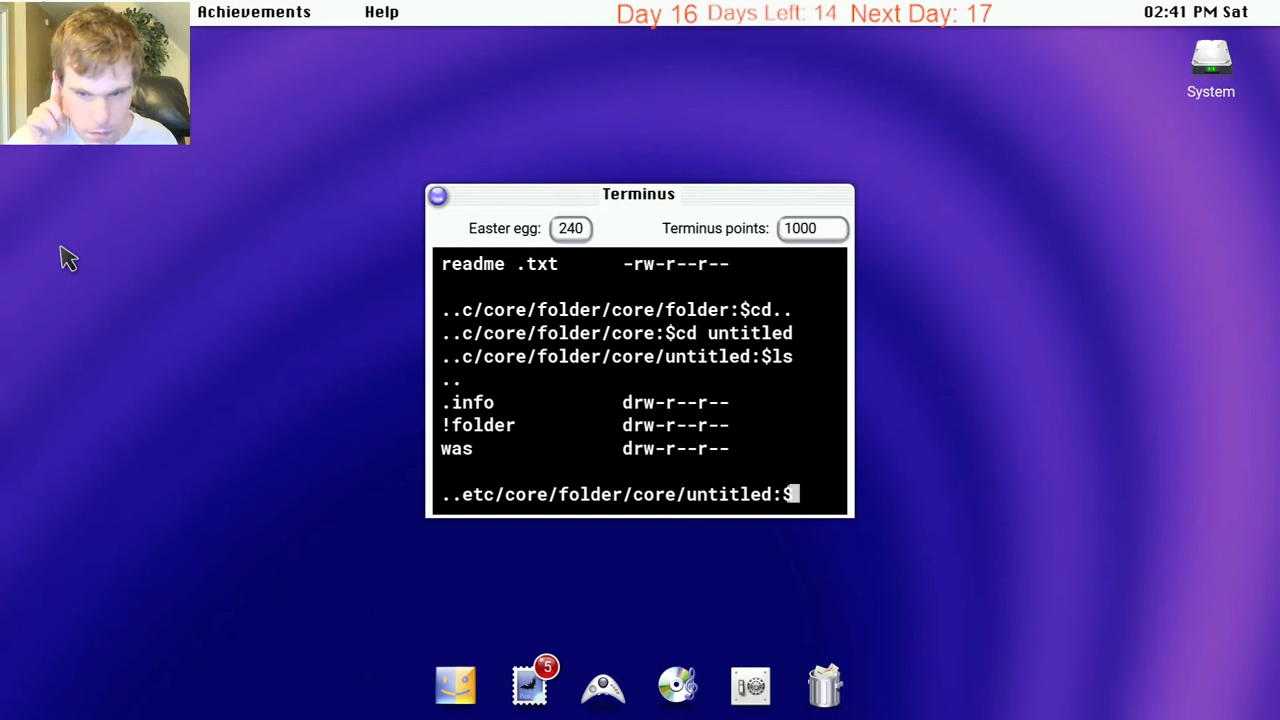 Achievements Help Day 16 Days Left: 14 Next Day: 17 02:41 PM Sat
System
Terminus
Easter egg: 240 Terminus points: 1000
readme .txt -rw-r--r--
..c/core/folder/core/folder:$cd..
..c/core/folder/core:$cd untitled
..c/core/folder/core/untitled:$ls
..
.info drw-r--r--
!folder drw-r--r--
was drw-r--r--
..etc/core/folder/core/untitled:$
5